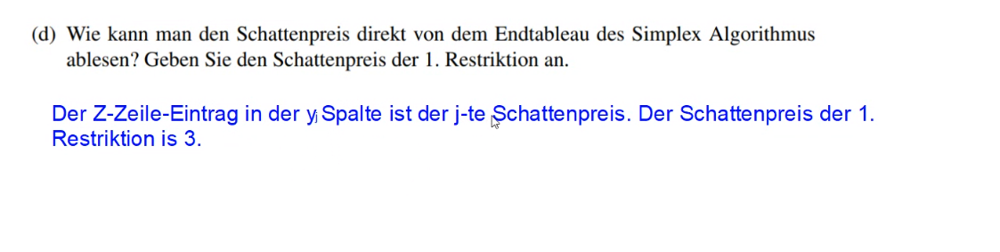 (d) Wie kann man den Schattenpreis direkt von dem Endtableau des Simplex Algorithmus
ablesen? Geben Sie den Schattenpreis der 1. Restriktion an.
Der Z-Zeile-Eintrag in der yⱼ Spalte ist der j-te Schattenpreis. Der Schattenpreis der 1.
Restriktion is 3.